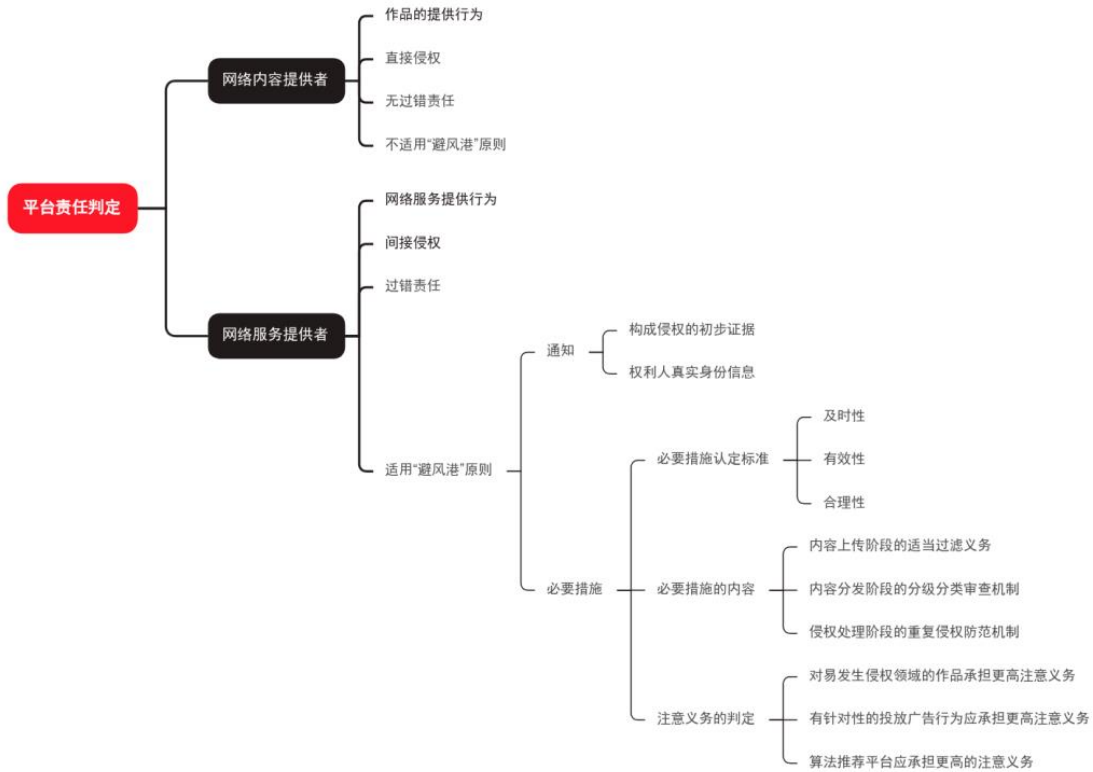 平台责任判定
网络内容提供者
作品的提供行为
直接侵权
无过错责任
不适用“避风港”原则
网络服务提供者
网络服务提供行为
间接侵权
过错责任
适用“避风港”原则
通知
构成侵权的初步证据
权利人真实身份信息
必要措施
必要措施认定标准
及时性
有效性
合理性
必要措施的内容
内容上传阶段的适当过滤义务
内容分发阶段的分级分类审查机制
侵权处理阶段的重复侵权防范机制
注意义务的判定
对易发生侵权领域的作品承担更高注意义务
有针对性的投放广告行为应承担更高注意义务
算法推荐平台应承担更高的注意义务